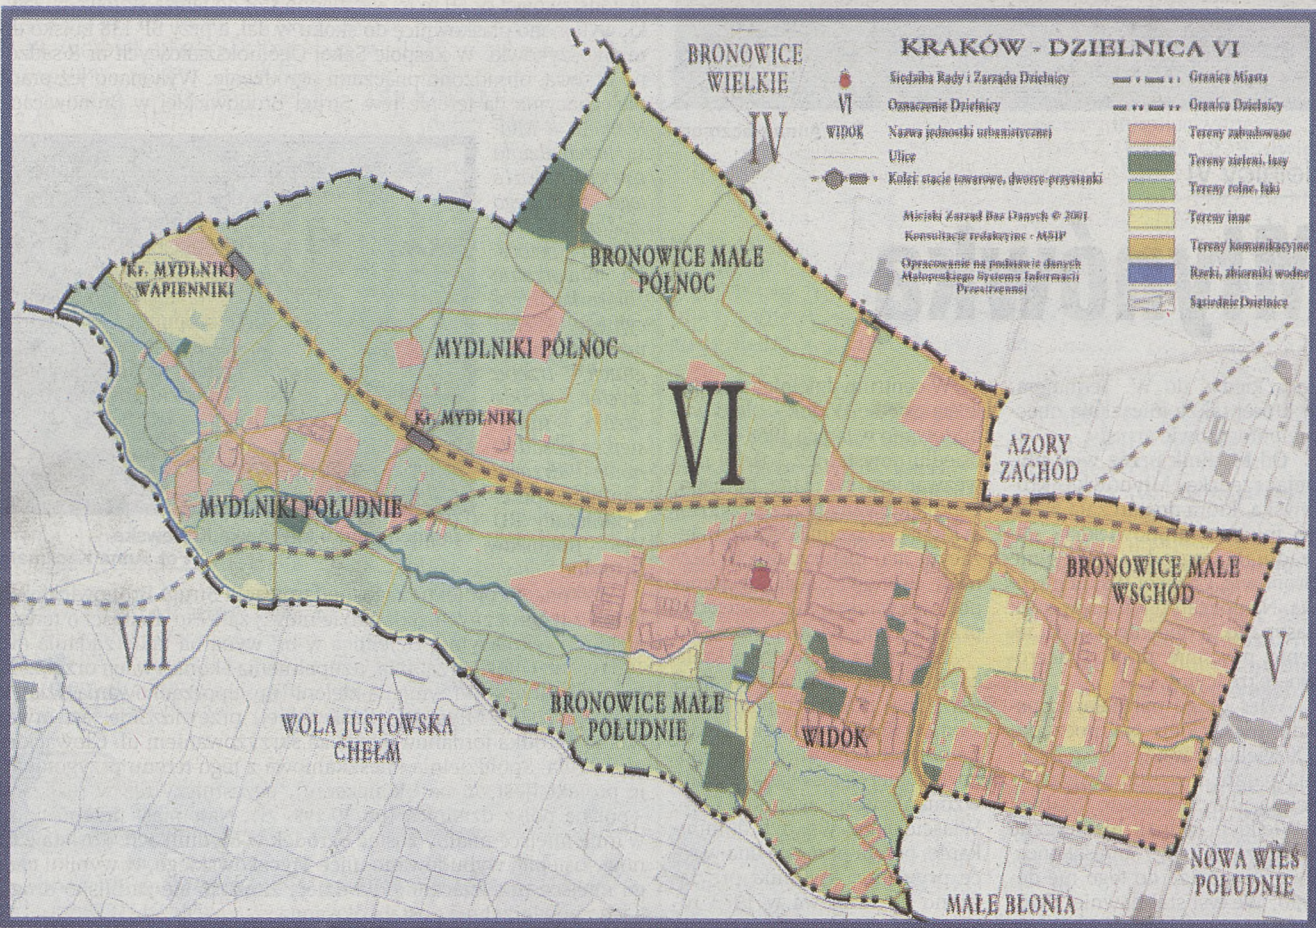 KRAKÓW - DZIELNICA VI
Siedziba Rady i Zarządu Dzielnicy
VI Oznaczenie Dzielnicy
WIDOK Nazwa jednostki urbanistycznej
Ulice
Kolej: stacje towarowe, dworce-przystanki
Miejski Zarząd Baz Danych © 2001
Konsultacje redakcyjne - MSIP
Opracowanie na podstawie danych
Małopolskiego Systemu Informacji
Przestrzennej
Granica Miasta
Granica Dzielnicy
Tereny zabudowane
Tereny zieleni, lasy
Tereny rolne, łąki
Tereny inne
Tereny komunikacyjne
Rzeki, zbiorniki wodne
Sąsiednie Dzielnice
BRONOWICE
WIELKIE
IV
Kr. MYDLNIKI
WAPIENNIKI
BRONOWICE MAŁE
PÓŁNOC
MYDLNIKI PÓŁNOC
Kr. MYDLNIKI
VI
AZORY
ZACHÓD
MYDLNIKI POŁUDNIE
BRONOWICE MAŁE
WSCHÓD
VII
V
WOLA JUSTOWSKA
CHEŁM
BRONOWICE MAŁE
POŁUDNIE
WIDOK
NOWA WIEŚ
POŁUDNIE
MAŁE BŁONIA